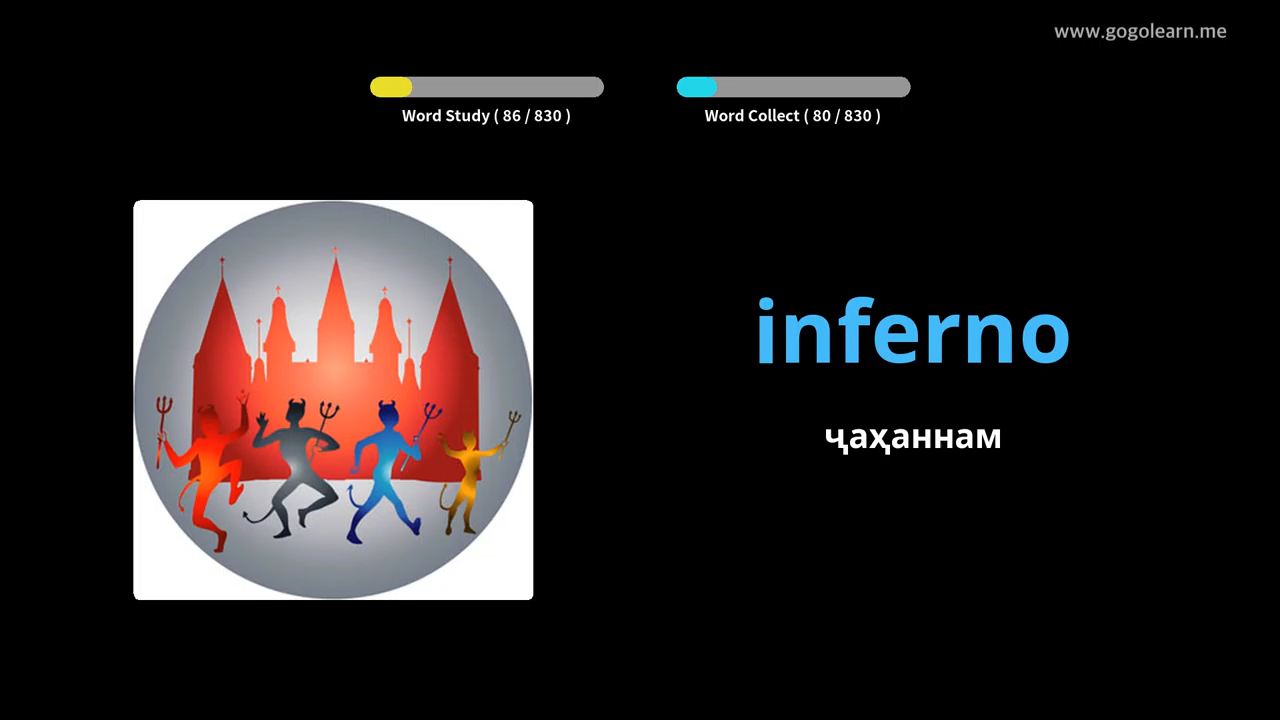 www.gogolearn.me
Word Study ( 86 / 830 )
Word Collect ( 80 / 830 )
inferno
ҷаҳаннам